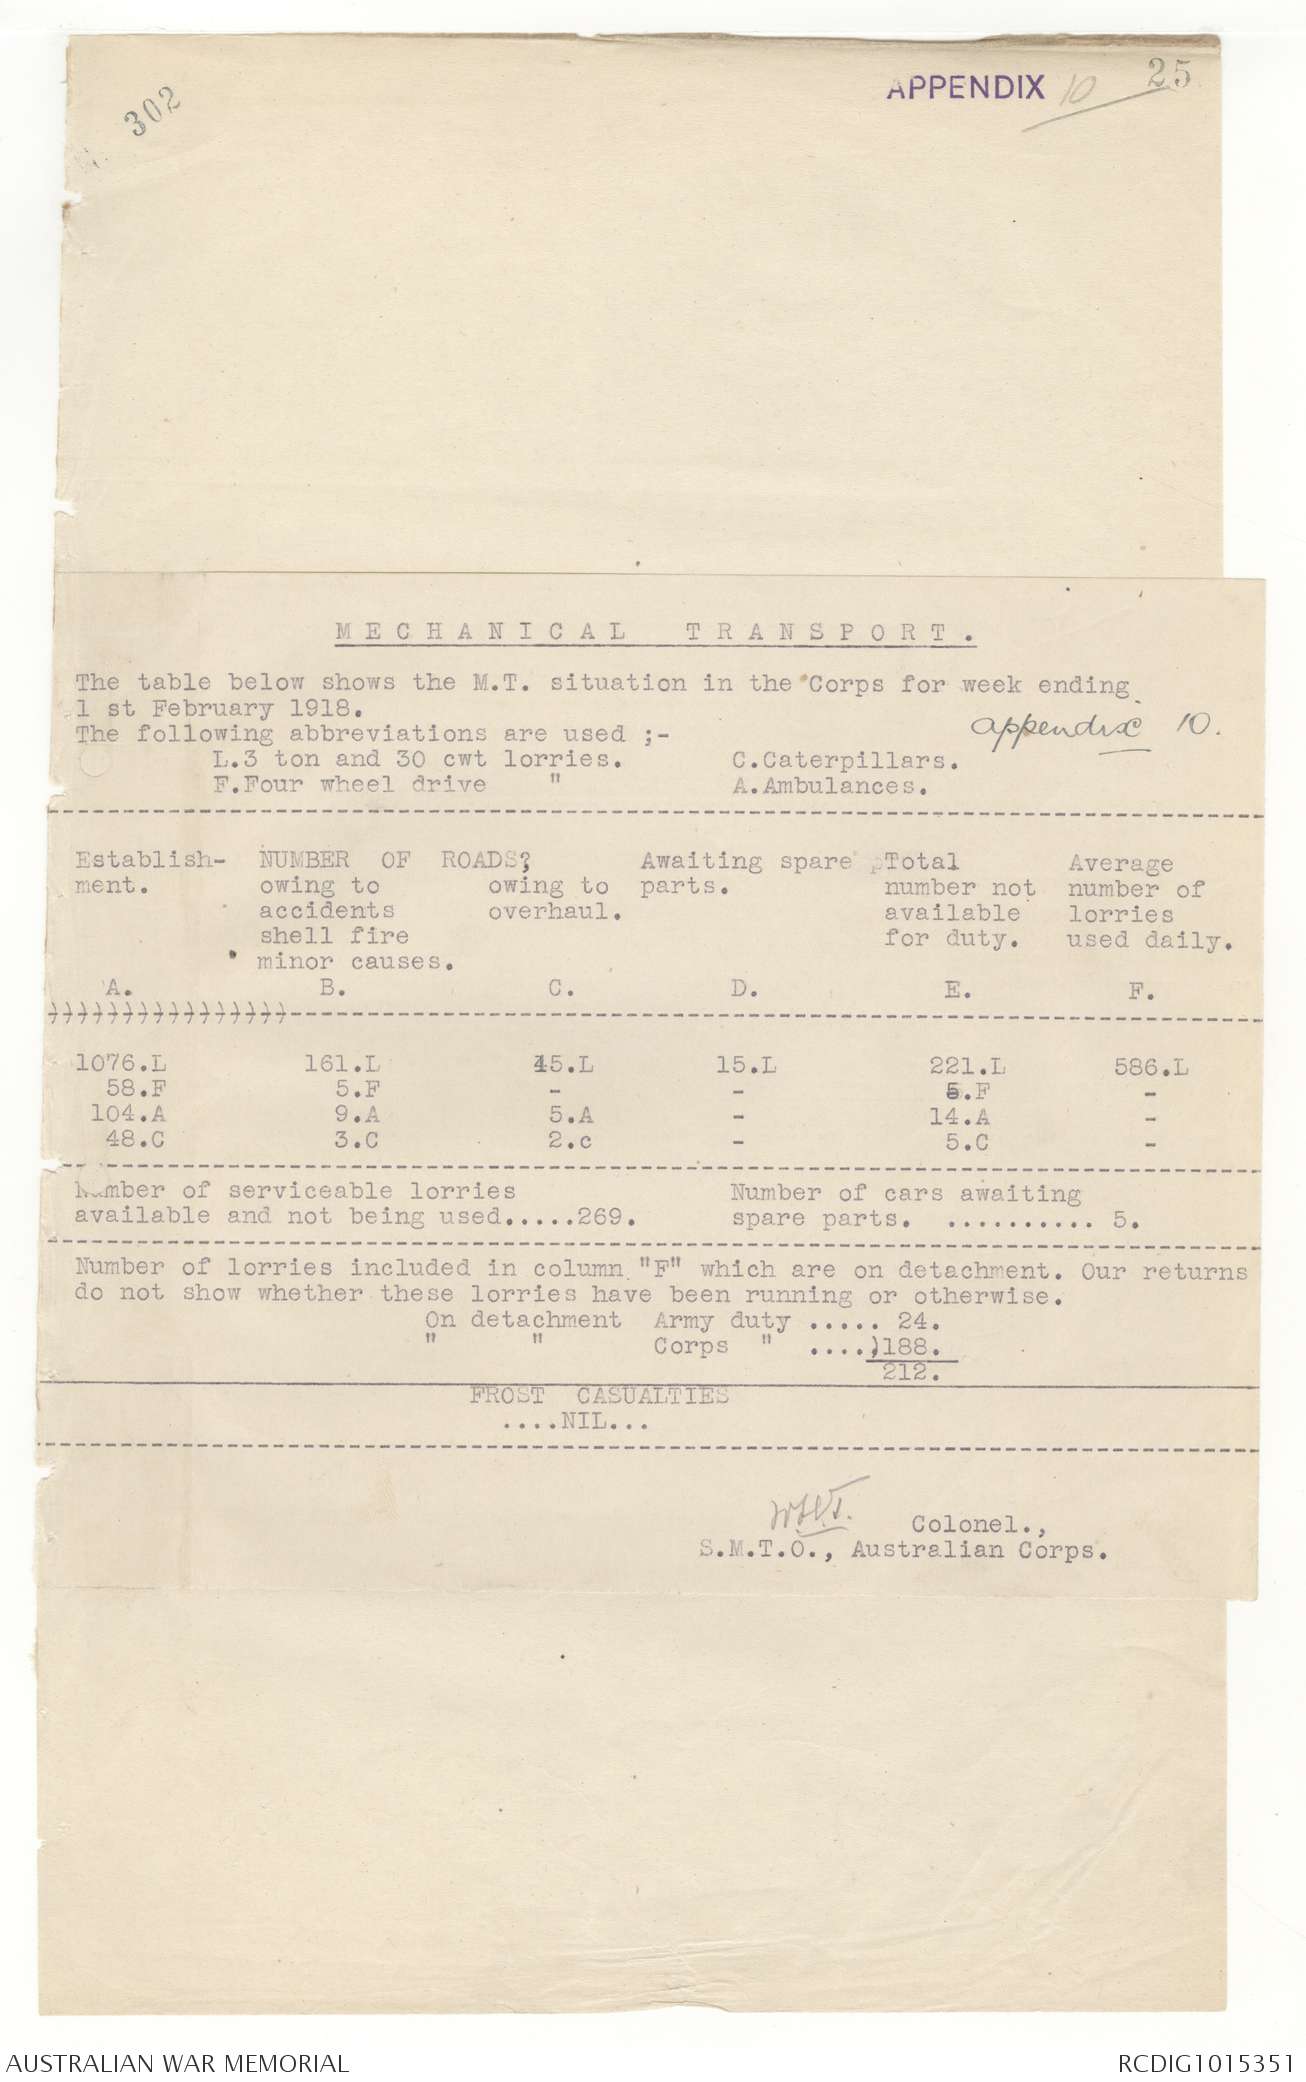 302
APPENDIX 10 25
MECHANICAL TRANSPORT.
The table below shows the M.T. situation in the Corps for week ending
1 st February 1918.
appendix 10.
The following abbreviations are used ;-
L.3 ton and 30 cwt lorries. C.Caterpillars.
F.Four wheel drive " A.Ambulances.
Establish- NUMBER OF ROADS? Awaiting spare Total Average
ment. owing to owing to parts. number not number of
accidents overhaul. available lorries
shell fire for duty. used daily.
minor causes.
A. B. C. D. E. F.
1076.L 161.L 45.L 15.L 221.L 586.L
58.F 5.F - - 5.F -
104.A 9.A 5.A - 14.A -
48.C 3.C 2.c - 5.C -
Number of serviceable lorries Number of cars awaiting
available and not being used.....269. spare parts. .......... 5.
Number of lorries included in column "F" which are on detachment. Our returns
do not show whether these lorries have been running or otherwise.
On detachment Army duty ..... 24.
" " Corps " ....)188.
212.
FROST CASUALTIES
....NIL...
Colonel.,
S.M.T.O., Australian Corps.
AUSTRALIAN WAR MEMORIAL RCDIG1015351